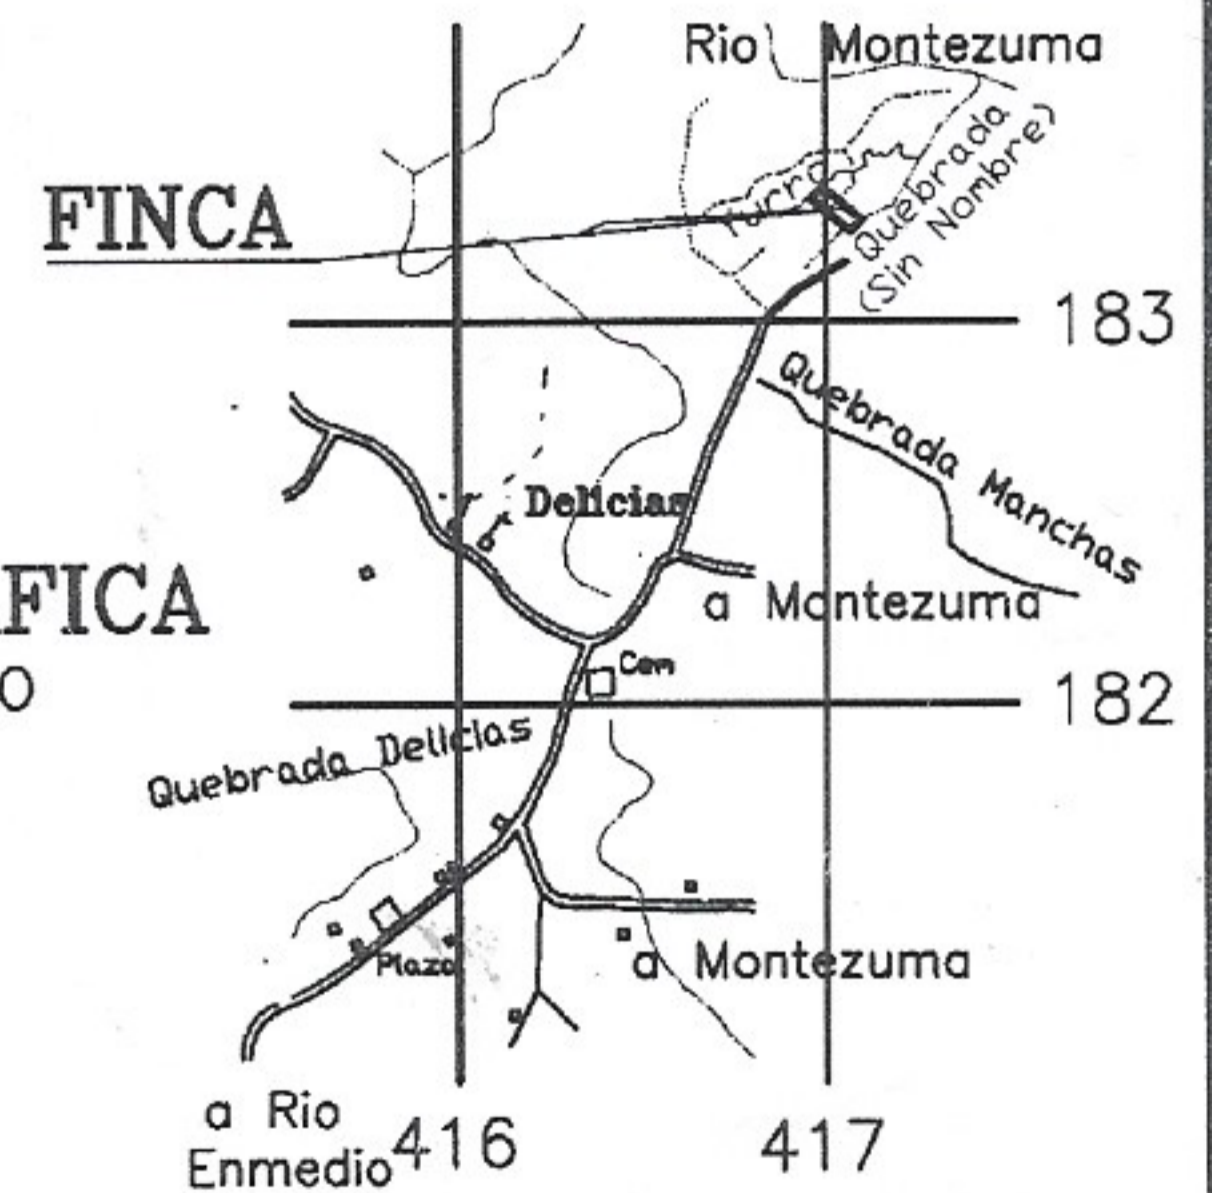 Rio Montezuma
Quebrada
(Sin Nombre)
FINCA
183
Quebrada Manchas
Delicias
FICA
a Montezuma
O
Cem
182
Quebrada Delicias
Plaza
a Montezuma
a Rio
Enmedio
416
417